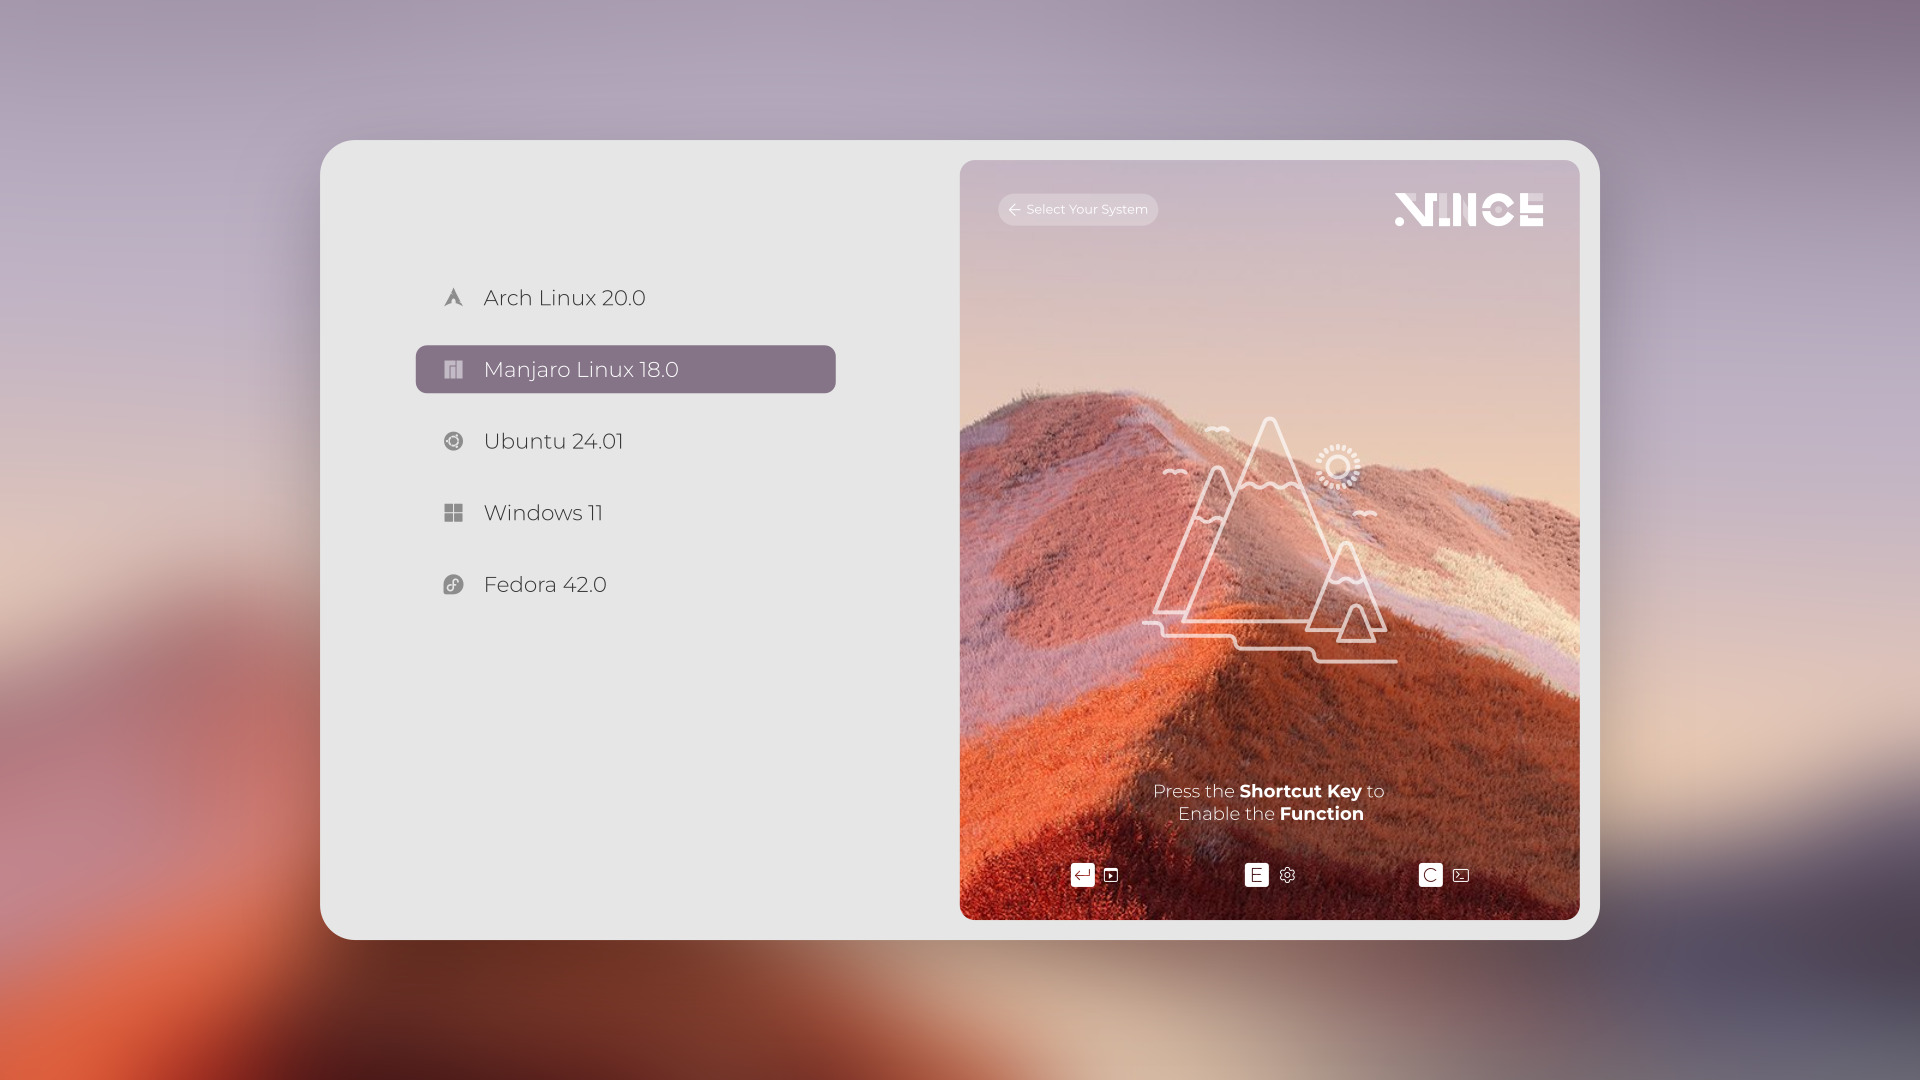 Arch Linux 20.0
Manjaro Linux 18.0
Ubuntu 24.01
Windows 11
Fedora 42.0
← Select Your System
.VINCE
Press the Shortcut Key to
Enable the Function
E
C